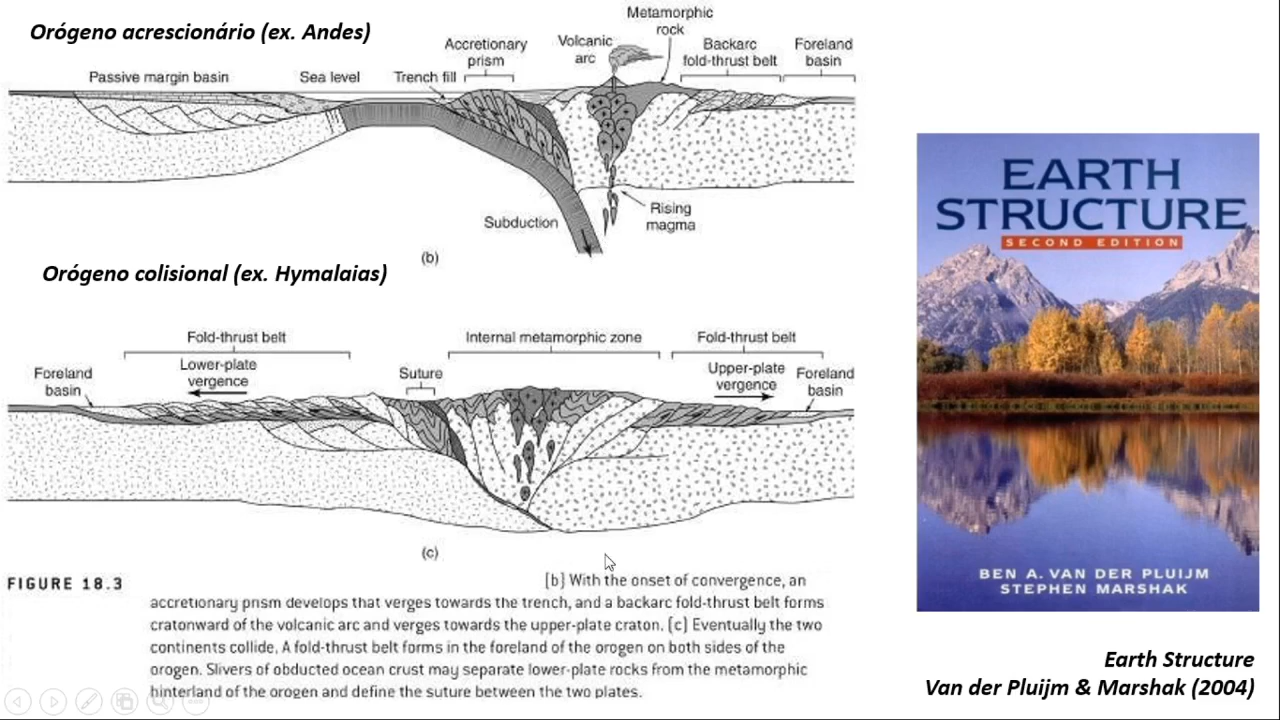 Orógeno acrescionário (ex. Andes)
Metamorphic
rock
Volcanic
arc
Accretionary
prism
Backarc
fold-thrust belt
Foreland
basin
Passive margin basin
Sea level
Trench fill
Subduction
Rising
magma
(b)
Orógeno colisional (ex. Hymalaias)
Fold-thrust belt
Internal metamorphic zone
Fold-thrust belt
Foreland
basin
Lower-plate
vergence
Suture
Upper-plate
vergence
Foreland
basin
(c)
FIGURE 18.3
(b) With the onset of convergence, an
accretionary prism develops that verges towards the trench, and a backarc fold-thrust belt forms
cratonward of the volcanic arc and verges towards the upper-plate craton. (c) Eventually the two
continents collide. A fold-thrust belt forms in the foreland of the orogen on both sides of the
orogen. Slivers of obducted ocean crust may separate lower-plate rocks from the metamorphic
hinterland of the orogen and define the suture between the two plates.
EARTH
STRUCTURE
SECOND EDITION
BEN A. VAN DER PLUIJM
STEPHEN MARSHAK
Earth Structure
Van der Pluijm & Marshak (2004)